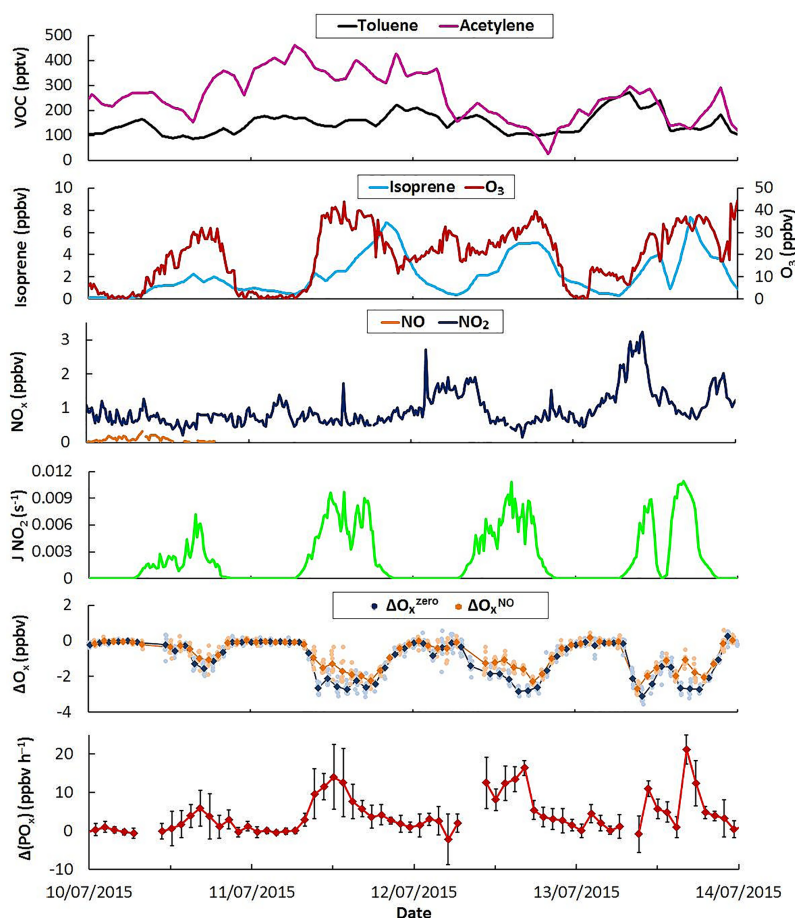 Toluene Acetylene
VOC (pptv)
500
400
300
200
100
0
Isoprene O₃
Isoprene (ppbv)
10
8
6
4
2
0
50
40
30
20
10
0
O₃ (ppbv)
NO NO₂
NOₓ (ppbv)
3
2
1
0
J NO₂ (s⁻¹)
0.012
0.009
0.006
0.003
0
ΔOₓᶻᵉʳᵒ ΔOₓᴺᴼ
ΔOₓ (ppbv)
2
0
-2
-4
Δ(POₓ) (ppbv h⁻¹)
20
10
0
-10
10/07/2015 11/07/2015 12/07/2015 13/07/2015 14/07/2015
Date